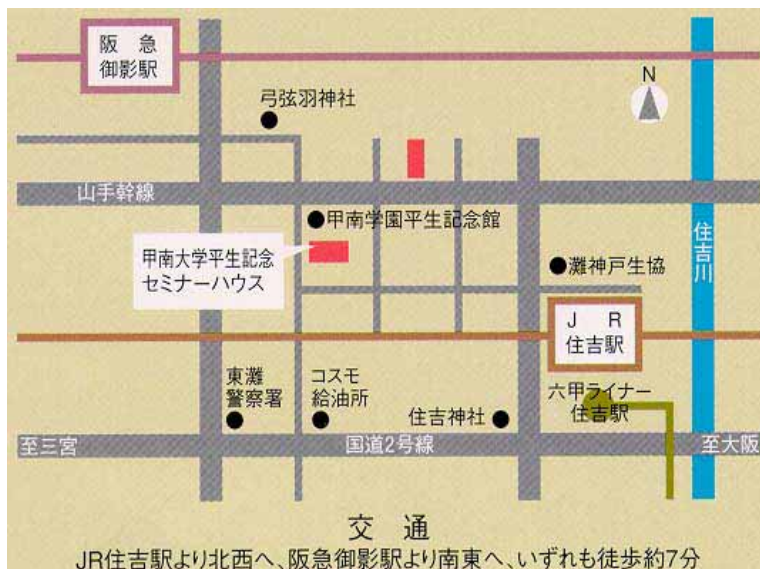 阪 急
御影駅
弓弦羽神社
N
山手幹線
甲南学園平生記念館
甲南大学平生記念
セミナーハウス
住吉川
灘神戸生協
J R
住吉駅
東灘
警察署
コスモ
給油所
住吉神社
六甲ライナー
住吉駅
至三宮
国道2号線
至大阪
交 通
JR住吉駅より北西へ、阪急御影駅より南東へ、いずれも徒歩約7分